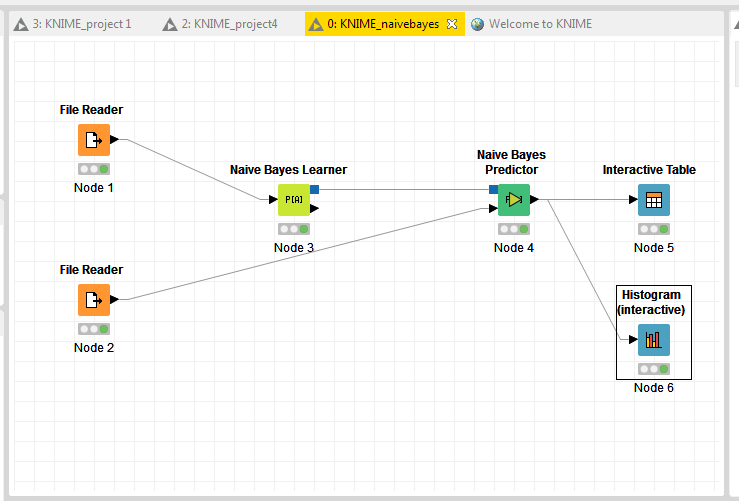 3: KNIME_project 1
2: KNIME_project4
0: KNIME_naivebayes
Welcome to KNIME
File Reader
Node 1
Naive Bayes Learner
P[A]
Node 3
Naive Bayes
Predictor
Node 4
Interactive Table
Node 5
File Reader
Node 2
Histogram
(interactive)
Node 6